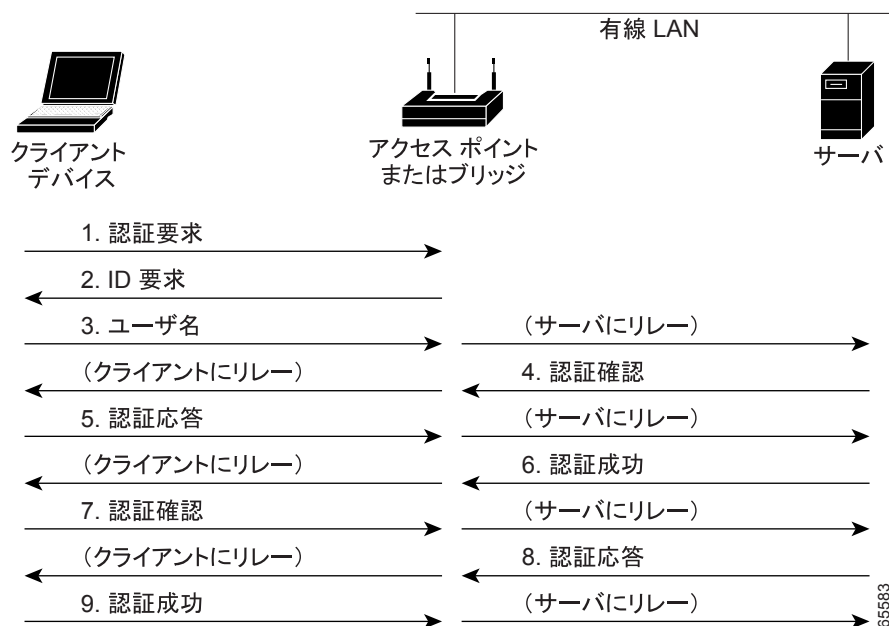 有線 LAN
クライアント
デバイス
アクセス ポイント
またはブリッジ
サーバ
1. 認証要求
2. ID 要求
3. ユーザ名
（サーバにリレー）
（クライアントにリレー）
4. 認証確認
5. 認証応答
（サーバにリレー）
（クライアントにリレー）
6. 認証成功
7. 認証確認
（サーバにリレー）
（クライアントにリレー）
8. 認証応答
9. 認証成功
（サーバにリレー）
65583